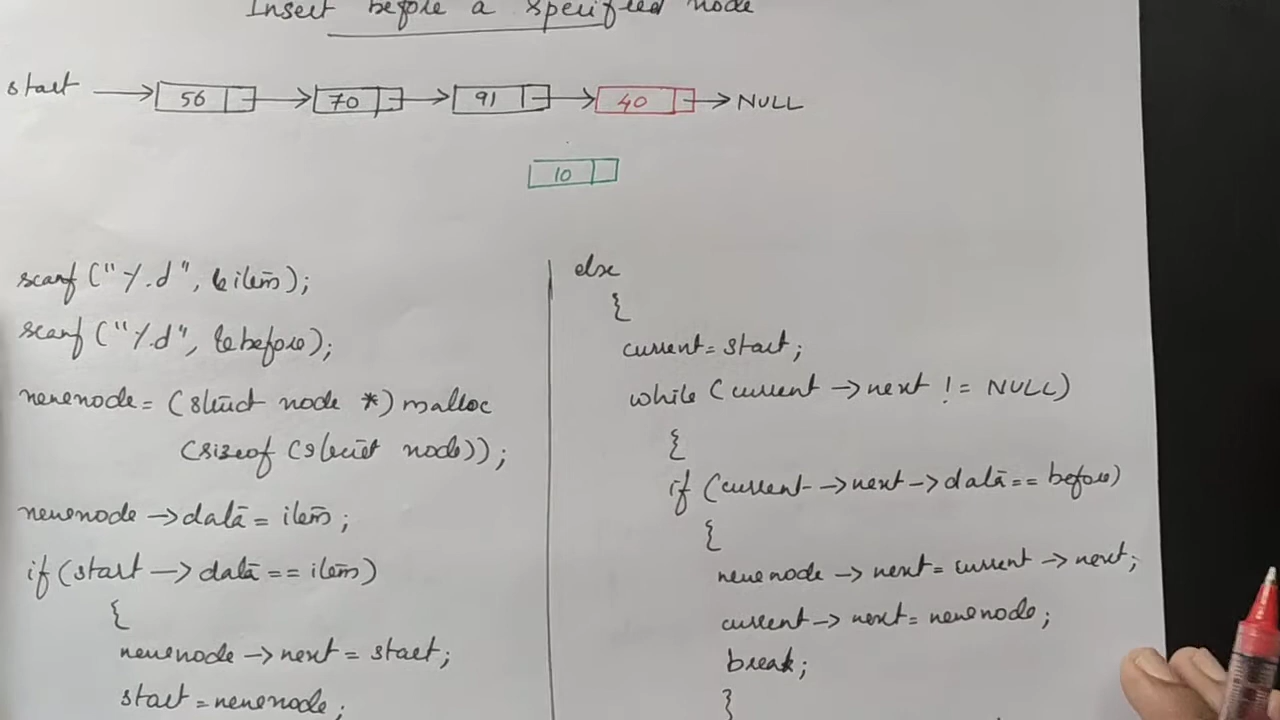 Insert before a specified node
start 56 70 91 40 NULL
10
scanf ("%d", &item);
scanf ("%d", &before);
newnode = (struct node *) malloc
(sizeof (struct node));
newnode -> data = item;
if (start -> data == item)
{
newnode -> next = start;
start = newnode;
else
{
current = start;
while (current -> next != NULL)
{
if (current -> next -> data == before)
{
newnode -> next = current -> next;
current -> next = newnode;
break;
}